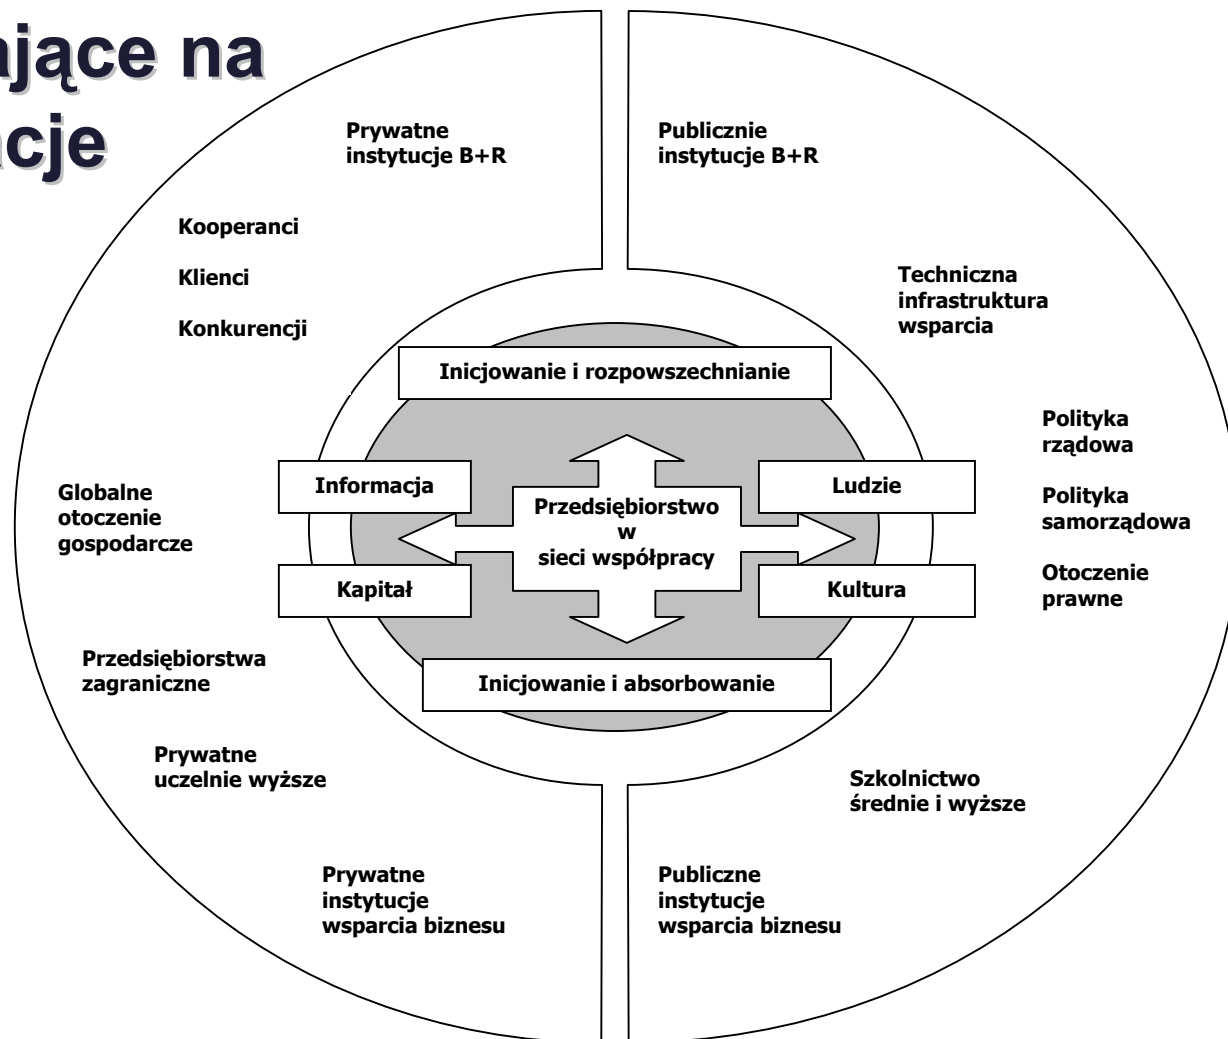 ające na
cje
Prywatne
instytucje B+R
Publicznie
instytucje B+R
Kooperanci
Klienci
Konkurencji
Techniczna
infrastruktura
wsparcia
Inicjowanie i rozpowszechnianie
Polityka
rządowa
Polityka
samorządowa
Otoczenie
prawne
Globalne
otoczenie
gospodarcze
Informacja
Ludzie
Przedsiębiorstwo
w
sieci współpracy
Kapitał
Kultura
Przedsiębiorstwa
zagraniczne
Inicjowanie i absorbowanie
Prywatne
uczelnie wyższe
Szkolnictwo
średnie i wyższe
Prywatne
instytucje
wsparcia biznesu
Publiczne
instytucje
wsparcia biznesu